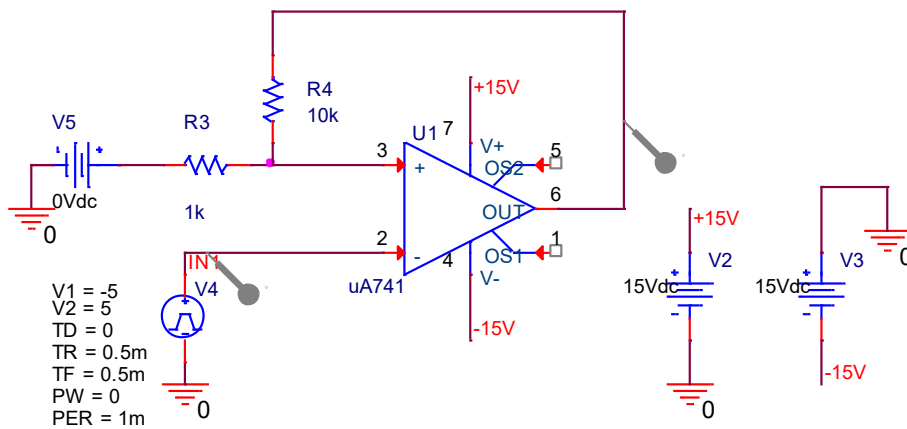 R4
10k
+15V
V5
R3
U1
7
3
+
V+
OS2
5
0Vdc
1k
0
OUT
6
2
-
4
OS1
1
V-
uA741
-15V
IN1
V4
+
-
0
V1 = -5
V2 = 5
TD = 0
TR = 0.5m
TF = 0.5m
PW = 0
PER = 1m
+15V
V2
15Vdc
+
-
0
V3
15Vdc
+
-
0
-15V